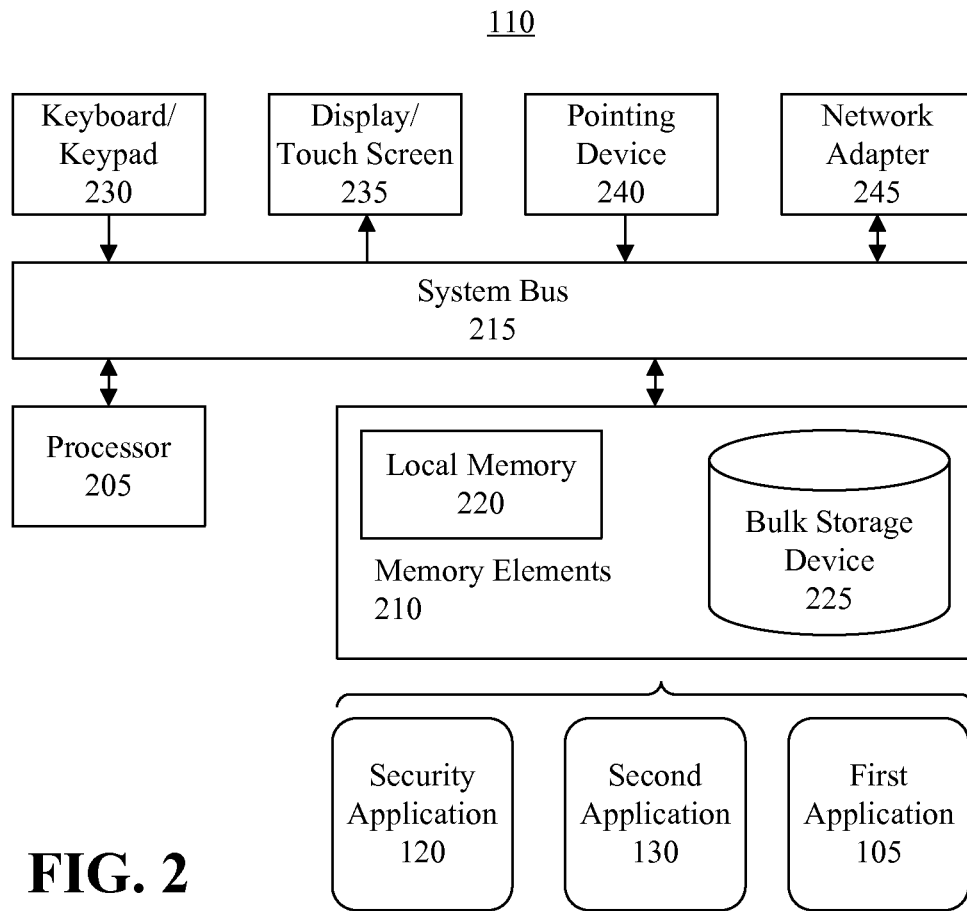 110
Keyboard/
Keypad
230
Display/
Touch Screen
235
Pointing
Device
240
Network
Adapter
245
System Bus
215
Processor
205
Local Memory
220
Memory Elements
210
Bulk Storage
Device
225
Security
Application
120
Second
Application
130
First
Application
105
FIG. 2